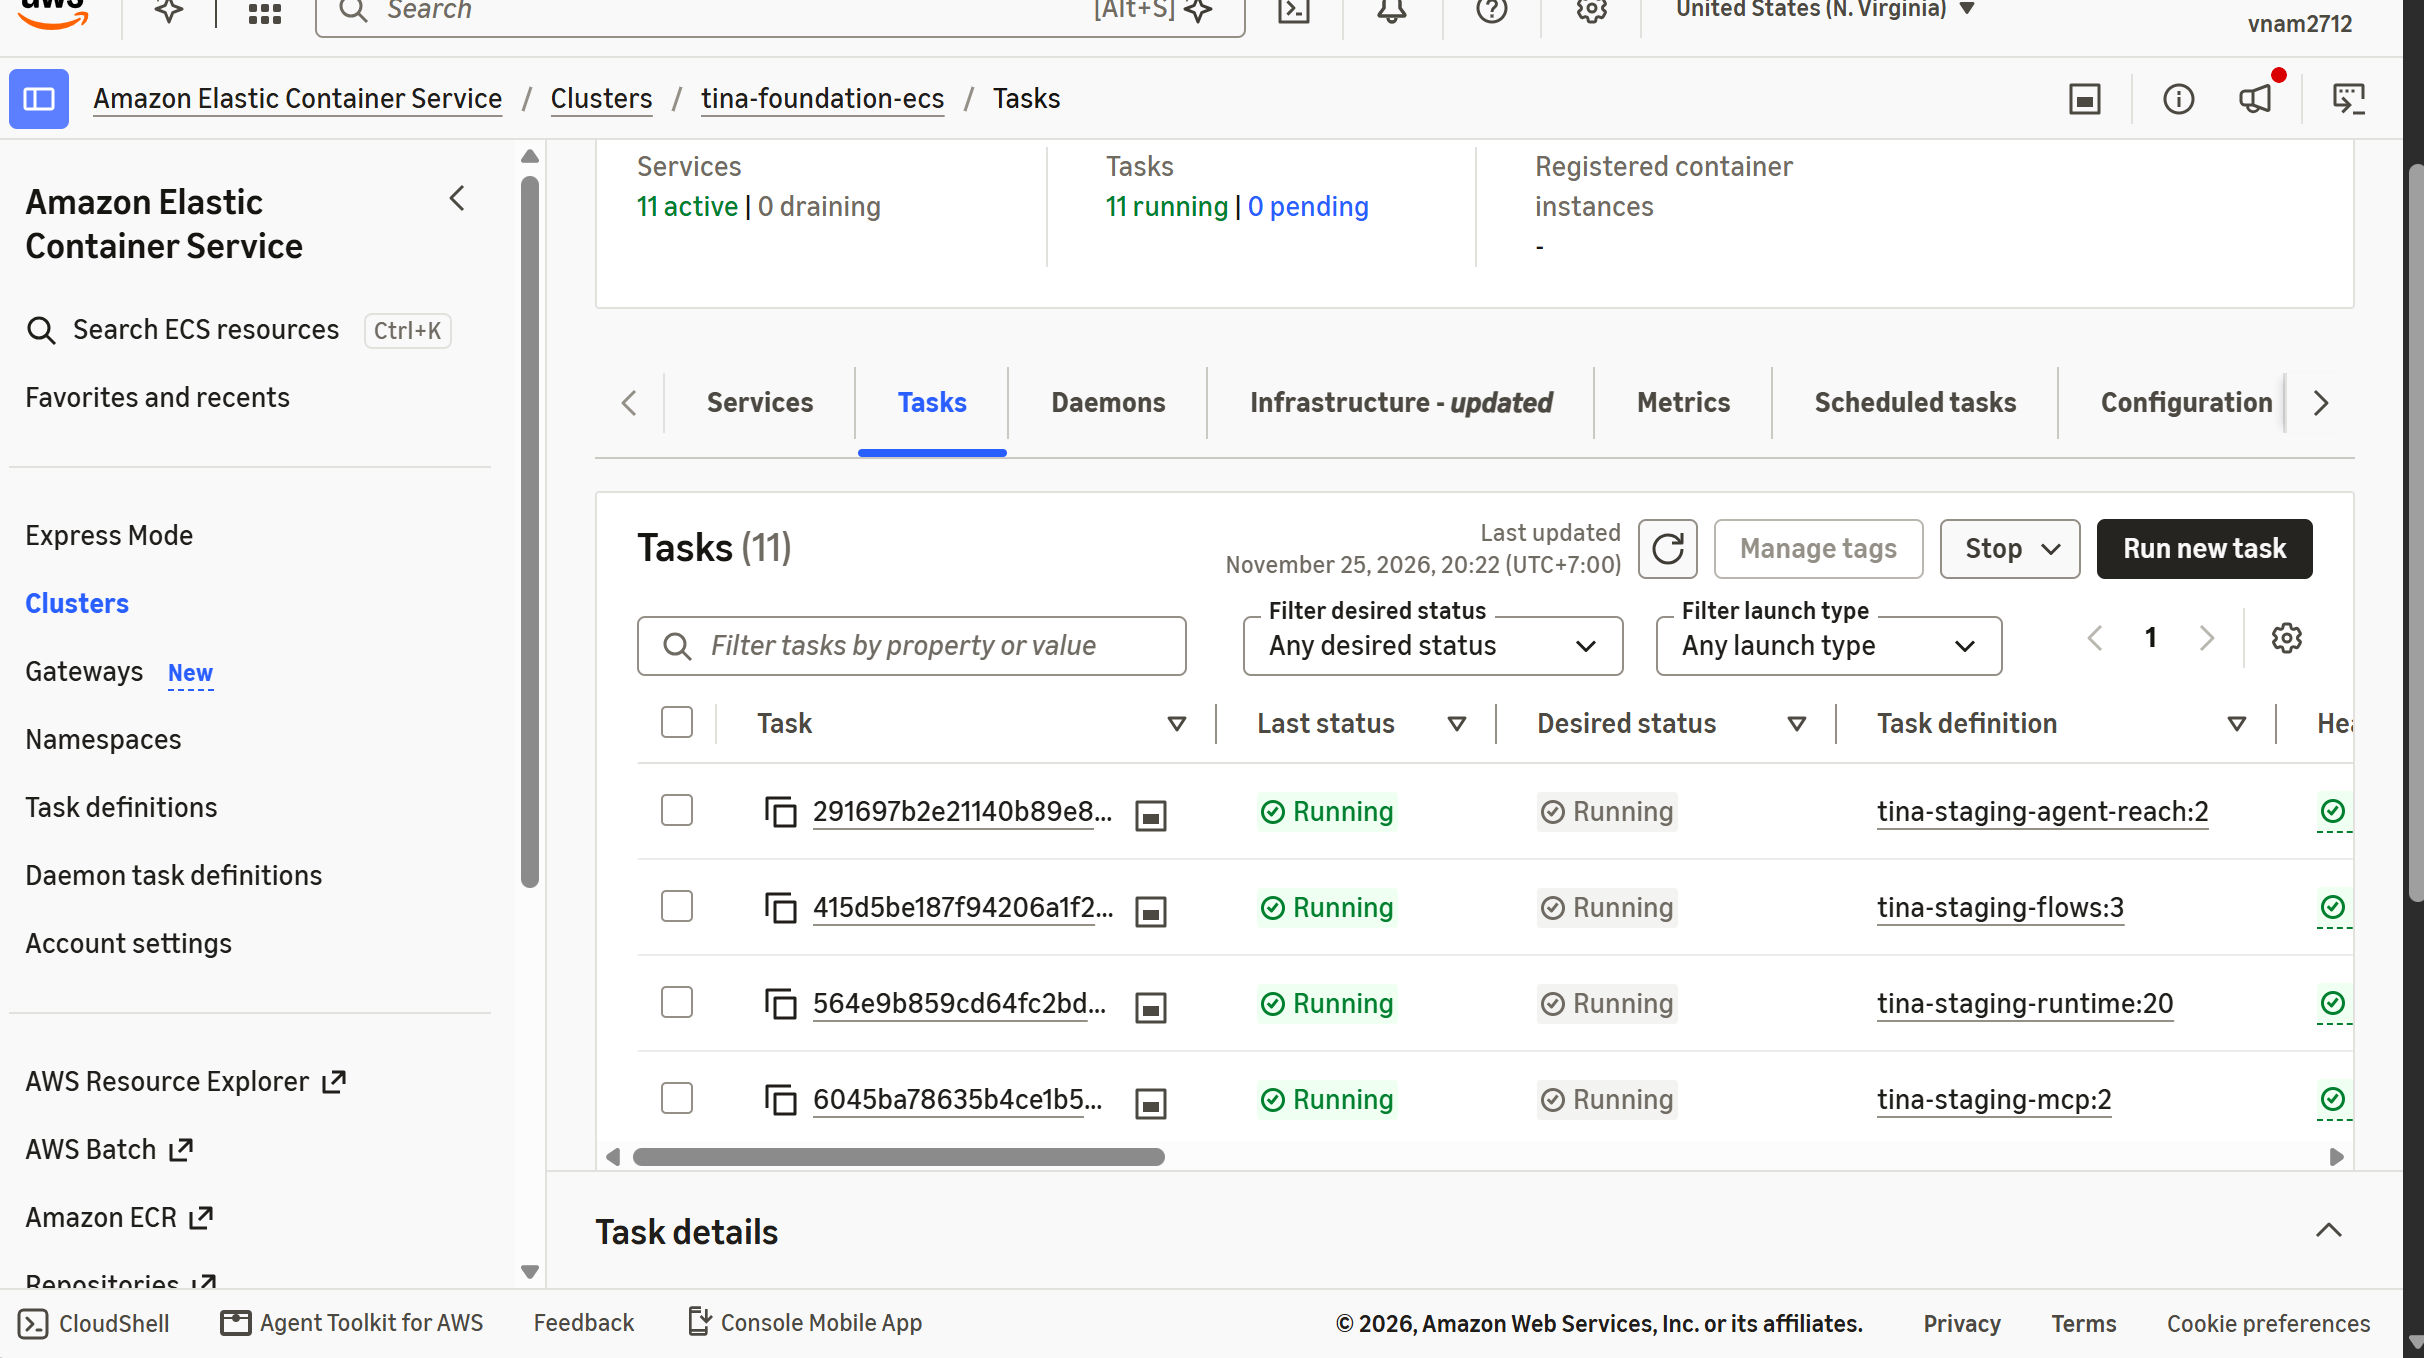 aws
Search
[Alt+S]
United States (N. Virginia)
vnam2712
Amazon Elastic Container Service / Clusters / tina-foundation-ecs / Tasks
Amazon Elastic
Container Service
Search ECS resources Ctrl+K
Favorites and recents
Express Mode
Clusters
Gateways New
Namespaces
Task definitions
Daemon task definitions
Account settings
AWS Resource Explorer
AWS Batch
Amazon ECR
Repositories
Services
11 active | 0 draining
Tasks
11 running | 0 pending
Registered container
instances
-
Services
Tasks
Daemons
Infrastructure - updated
Metrics
Scheduled tasks
Configuration
Tasks (11)
Last updated
November 25, 2026, 20:22 (UTC+7:00)
Manage tags
Stop
Run new task
Filter tasks by property or value
Filter desired status
Any desired status
Filter launch type
Any launch type
1
Task Last status Desired status Task definition
291697b2e21140b89e8... Running Running tina-staging-agent-reach:2
415d5be187f94206a1f2... Running Running tina-staging-flows:3
564e9b859cd64fc2bd... Running Running tina-staging-runtime:20
6045ba78635b4ce1b5... Running Running tina-staging-mcp:2
Task details
CloudShell
Agent Toolkit for AWS
Feedback
Console Mobile App
© 2026, Amazon Web Services, Inc. or its affiliates.
Privacy
Terms
Cookie preferences